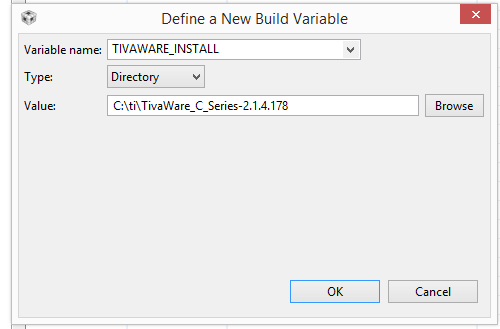 Define a New Build Variable
Variable name: TIVAWARE_INSTALL
Type: Directory
Value: C:\ti\TivaWare_C_Series-2.1.4.178 Browse
OK Cancel